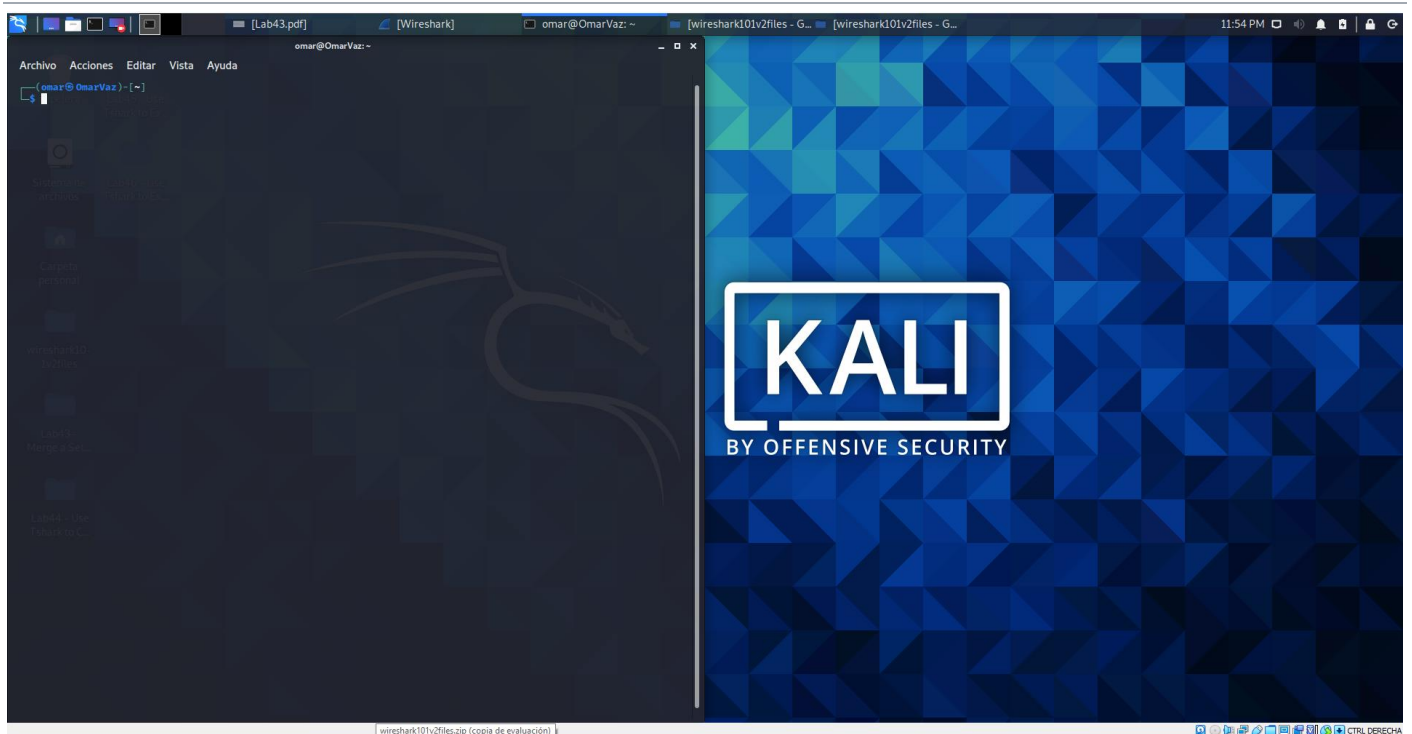 [Lab43.pdf]
[Wireshark]
omar@OmarVaz: ~
[wireshark101v2files - G...
[wireshark101v2files - G...
11:54 PM
omar@OmarVaz: ~
Archivo Acciones Editar Vista Ayuda
(omar㉿OmarVaz)-[~]
$
KALI
BY OFFENSIVE SECURITY
wireshark101v2files.zip (copia de evaluación)
CTRL DERECHA